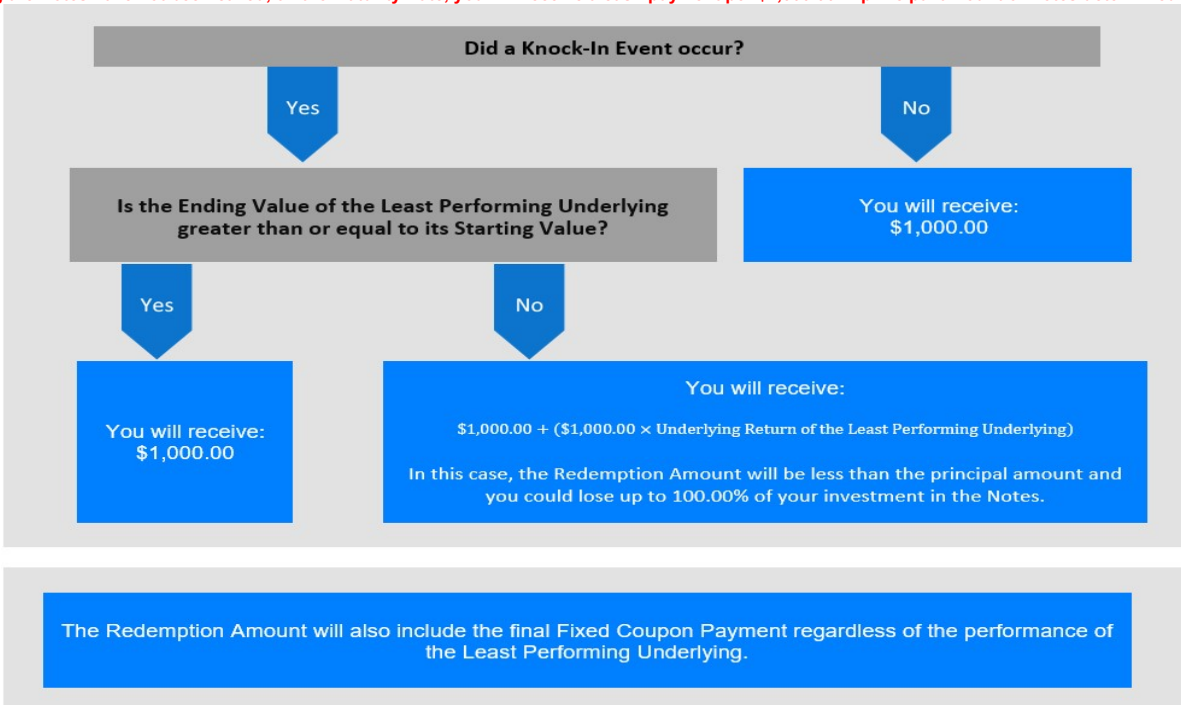 Did a Knock-In Event occur?
Yes
No
Is the Ending Value of the Least Performing Underlying
greater than or equal to its Starting Value?
You will receive:
$1,000.00
Yes
No
You will receive:
$1,000.00
You will receive:
$1,000.00 + ($1,000.00 × Underlying Return of the Least Performing Underlying)
In this case, the Redemption Amount will be less than the principal amount and
you could lose up to 100.00% of your investment in the Notes.
The Redemption Amount will also include the final Fixed Coupon Payment regardless of the performance of
the Least Performing Underlying.